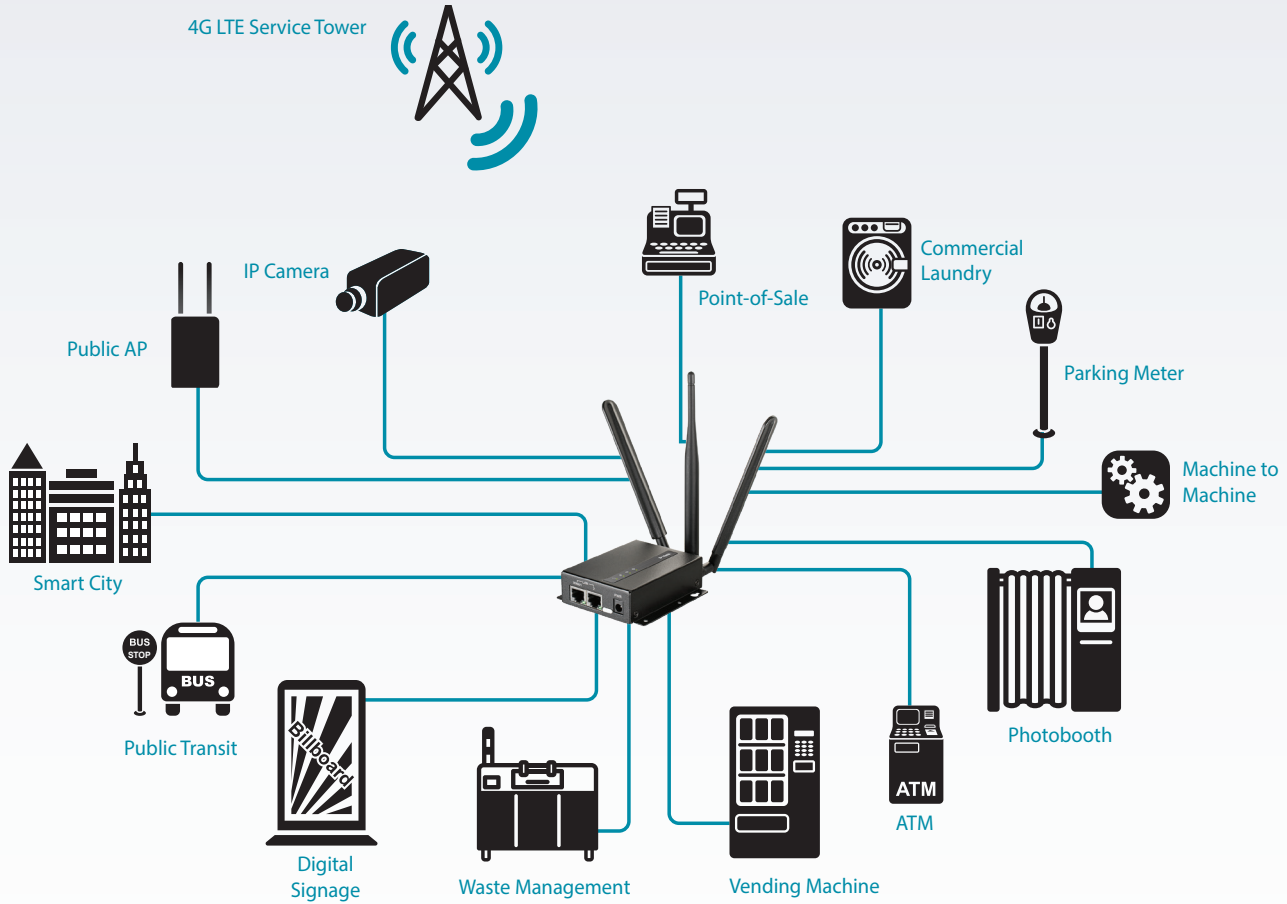 4G LTE Service Tower
IP Camera
Point-of-Sale
Commercial
Laundry
Public AP
Parking Meter
Machine to
Machine
Smart City
BUS
STOP
BUS
Public Transit
Billboard
Digital
Signage
Waste Management
Vending Machine
ATM
ATM
Photobooth